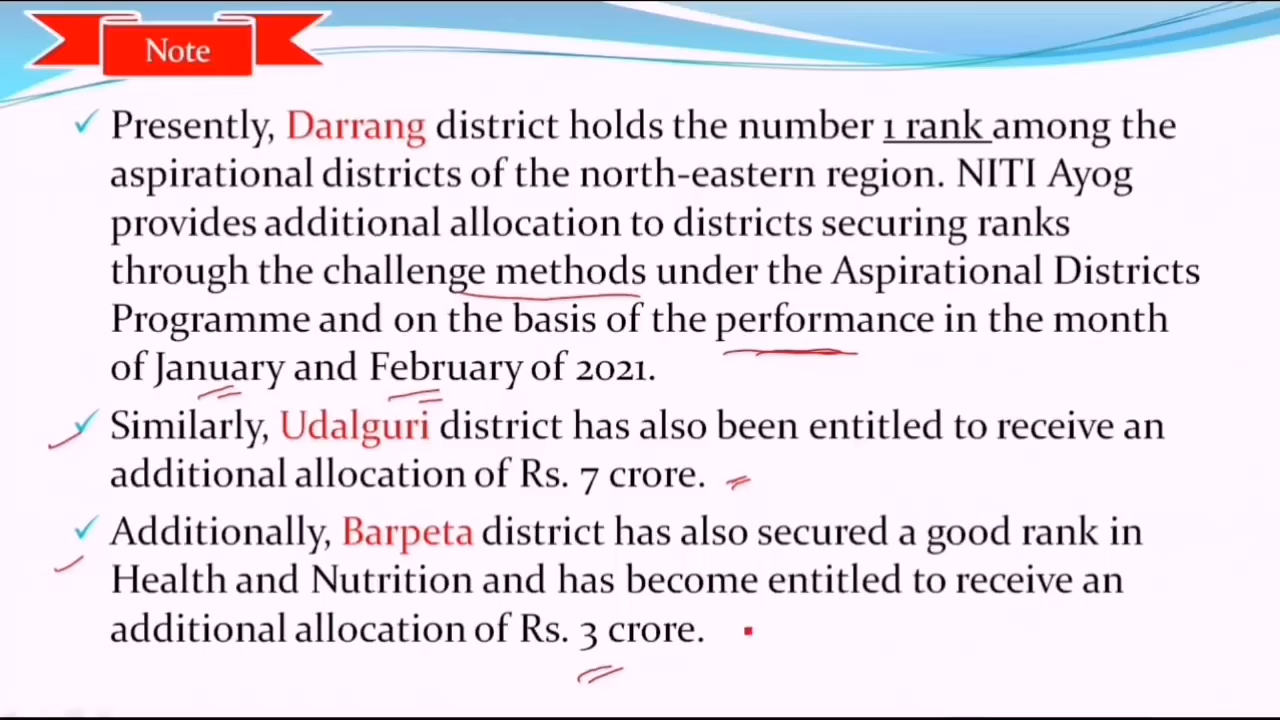 Note
Presently, Darrang district holds the number 1 rank among the
aspirational districts of the north-eastern region. NITI Ayog
provides additional allocation to districts securing ranks
through the challenge methods under the Aspirational Districts
Programme and on the basis of the performance in the month
of January and February of 2021.
Similarly, Udalguri district has also been entitled to receive an
additional allocation of Rs. 7 crore.
Additionally, Barpeta district has also secured a good rank in
Health and Nutrition and has become entitled to receive an
additional allocation of Rs. 3 crore.